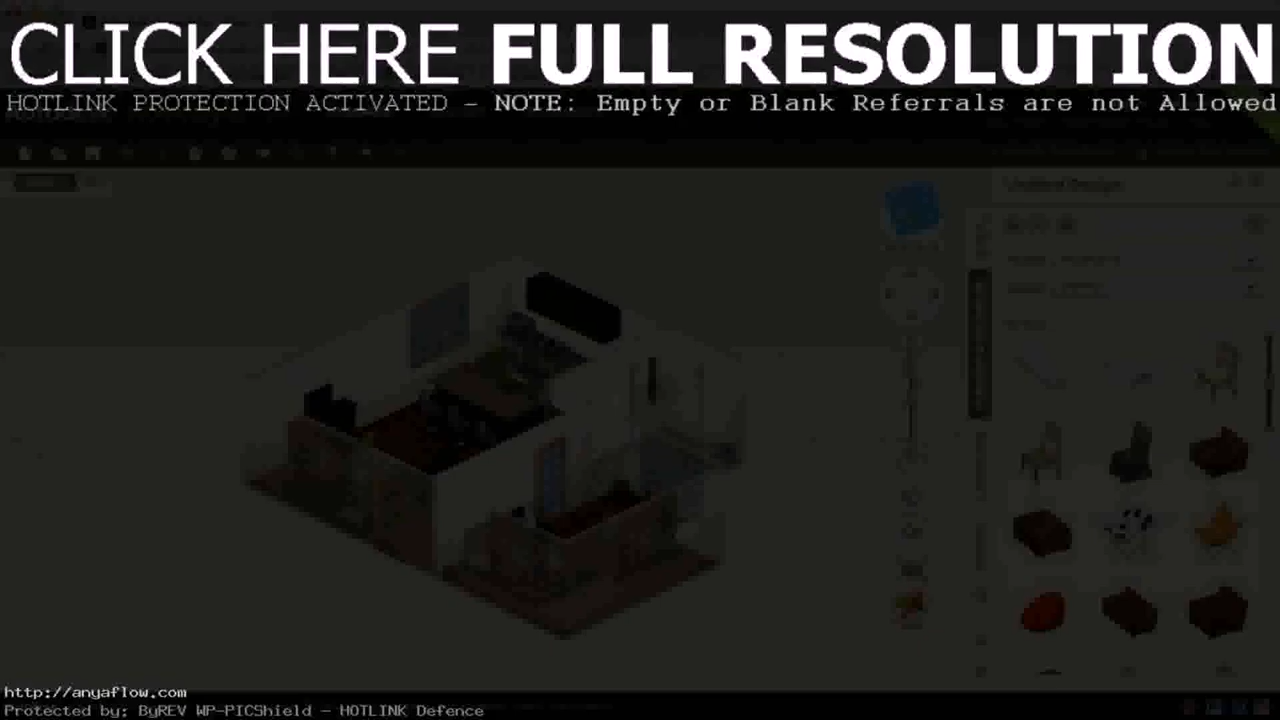 CLICK HERE FULL RESOLUTION
HOTLINK PROTECTION ACTIVATED – NOTE: Empty or Blank Referrals are not Allowed
http://anyaflow.com
Protected by: ByREV WP-PICShield – HOTLINK Defence